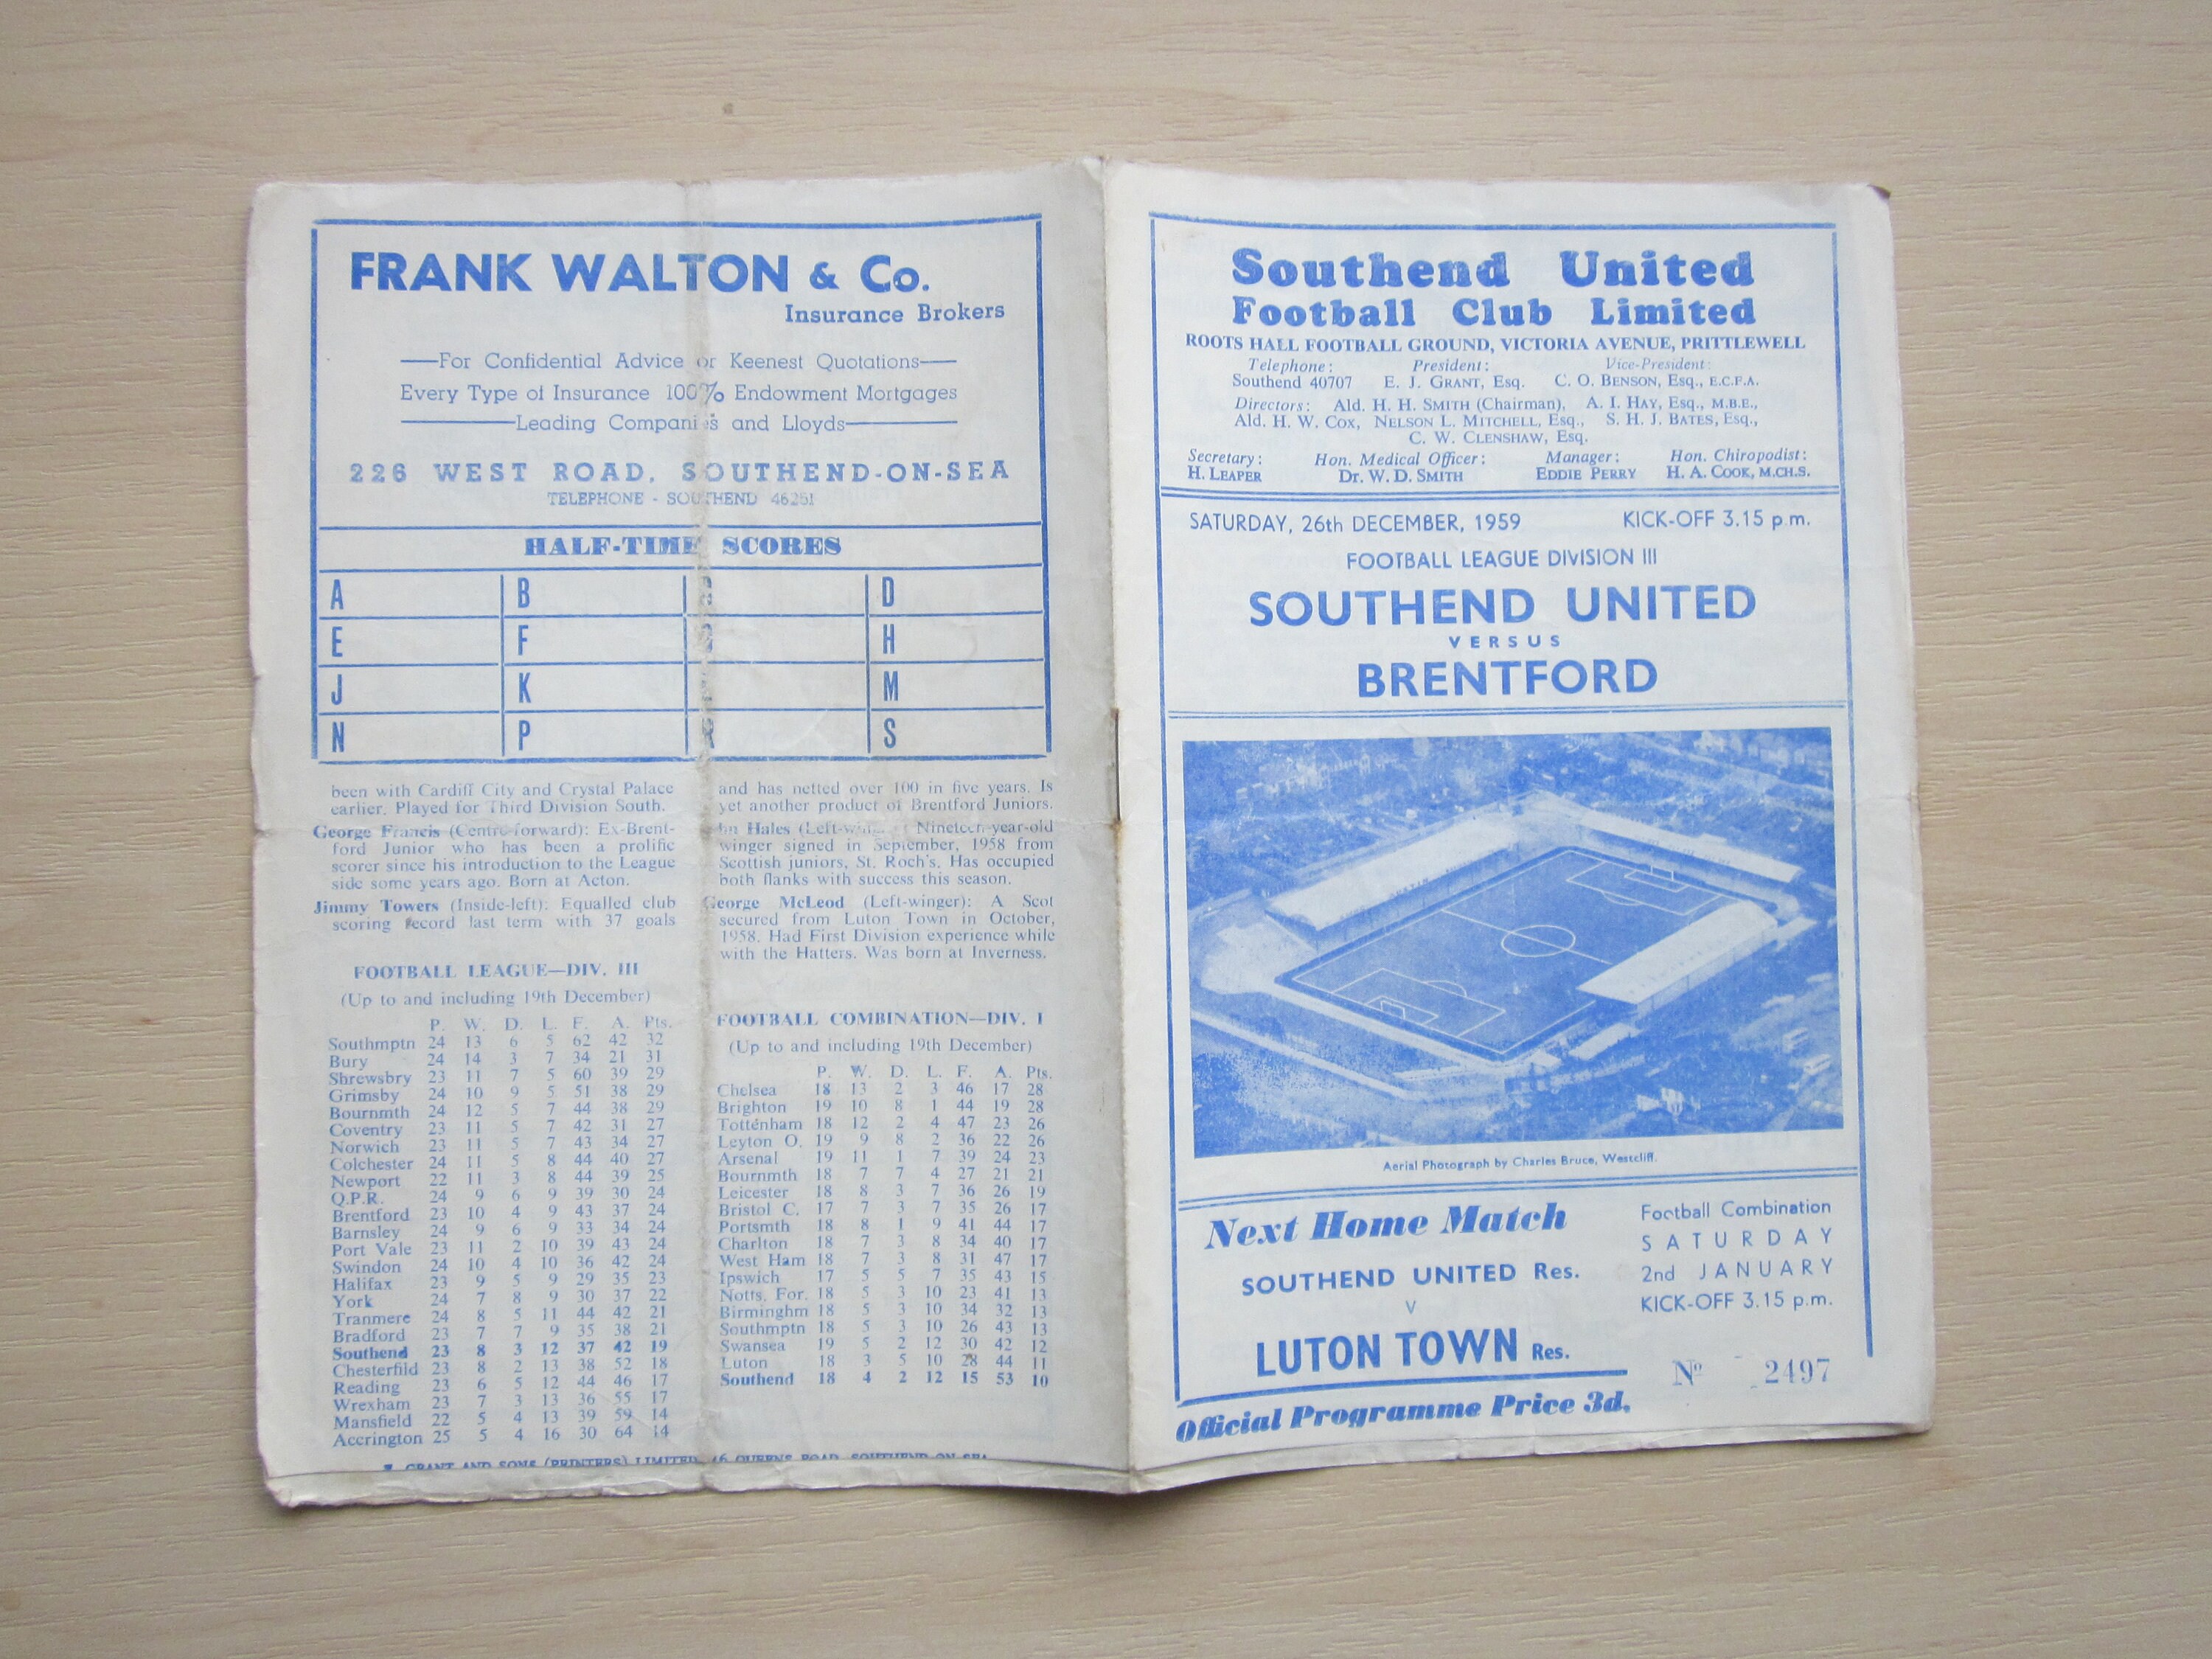 FRANK WALTON & Co.
Insurance Brokers
For Confidential Advice or Keenest Quotations
Every Type of Insurance 100% Endowment Mortgages
Leading Companies and Lloyds
226 WEST ROAD, SOUTHEND-ON-SEA
TELEPHONE - SOUTHEND 46251
HALF-TIME SCORES
A B D
E F H
J K M
N P R S
been with Cardiff City and Crystal Palace
earlier. Played for Third Division South.
George Francis (Centre-forward): Ex-Brent-
ford Junior who has been a prolific
scorer since his introduction to the League
side some years ago. Born at Acton.
Jimmy Towers (Inside-left): Equalled club
scoring record last term with 37 goals
and has netted over 100 in five years. Is
yet another product of Brentford Juniors.
Hales Nineteen-year-old
winger signed in September, 1958 from
Scottish juniors, St. Roch's. Has occupied
both flanks with success this season.
George McLeod (Left-winger): A Scot
secured from Luton Town in October,
1958. Had First Division experience while
with the Hatters. Was born at Inverness.
FOOTBALL LEAGUE—DIV. III
(Up to and including 19th December)
P. W. D. L. F. A. Pts.
Southmptn 24 13 6 5 62 42 32
Bury 24 14 3 7 34 21 31
Shrewsbry 23 11 7 5 60 39 29
Grimsby 24 10 9 5 51 38 29
Bournmth 24 12 5 7 44 38 29
Coventry 23 11 5 7 42 31 27
Norwich 23 11 5 7 43 34 27
Colchester 24 11 5 8 44 40 27
Newport 22 11 3 8 44 39 25
Q.P.R. 24 9 6 9 39 30 24
Brentford 23 10 4 9 43 37 24
Barnsley 24 9 6 9 33 34 24
Port Vale 23 11 2 10 39 43 24
Swindon 24 10 4 10 36 42 24
Halifax 23 9 5 9 29 35 23
York 24 7 8 9 30 37 22
Tranmere 24 8 5 11 44 42 21
Bradford 23 7 7 9 35 38 21
Southend 23 8 3 12 37 42 19
Chesterfild 23 8 2 13 38 52 18
Reading 23 6 5 12 44 46 17
Wrexham 23 7 3 13 36 55 17
Mansfield 22 5 4 13 39 59 14
Accrington 25 5 4 16 30 64 14
FOOTBALL COMBINATION—DIV. I
(Up to and including 19th December)
P. W. D. L. F. A. Pts.
Chelsea 18 13 2 3 46 17 28
Brighton 19 10 8 1 44 19 28
Tottenham 18 12 2 4 47 23 26
Leyton O. 19 9 8 2 36 22 26
Arsenal 19 11 1 7 39 24 23
Bournmth 18 7 7 4 27 21 21
Leicester 18 8 3 7 36 26 19
Bristol C. 17 7 3 7 35 26 17
Portsmth 18 8 1 9 41 44 17
Charlton 18 7 3 8 34 40 17
West Ham 18 7 3 8 31 47 17
Ipswich 17 5 5 7 35 43 15
Notts. For. 18 5 3 10 23 41 13
Birminghm 18 5 3 10 34 32 13
Southmptn 18 5 3 10 26 43 13
Swansea 19 5 2 12 30 42 12
Luton 18 3 5 10 28 44 11
Southend 18 4 2 12 15 53 10
GRANT AND SONS (PRINTERS) LIMITED, 46 QUEENS ROAD, SOUTHEND-ON-SEA
Southend United
Football Club Limited
ROOTS HALL FOOTBALL GROUND, VICTORIA AVENUE, PRITTLEWELL
Telephone: President: Vice-President:
Southend 40707 E. J. GRANT, Esq. C. O. BENSON, Esq., E.C.F.A.
Directors: Ald. H. H. SMITH (Chairman), A. I. HAY, Esq., M.B.E.,
Ald. H. W. COX, NELSON L. MITCHELL, Esq., S. H. J. BATES, Esq.,
C. W. CLENSHAW, Esq.
Secretary: Hon. Medical Officer: Manager: Hon. Chiropodist:
H. LEAPER Dr. W. D. SMITH EDDIE PERRY H. A. COOK, M.CH.S.
SATURDAY, 26th DECEMBER, 1959 KICK-OFF 3.15 p.m.
FOOTBALL LEAGUE DIVISION III
SOUTHEND UNITED
VERSUS
BRENTFORD
Aerial Photograph by Charles Bruce, Westcliff.
Next Home Match
SOUTHEND UNITED Res.
V
LUTON TOWN Res.
Football Combination
SATURDAY
2nd JANUARY
KICK-OFF 3.15 p.m.
Nº 2497
Official Programme Price 3d.